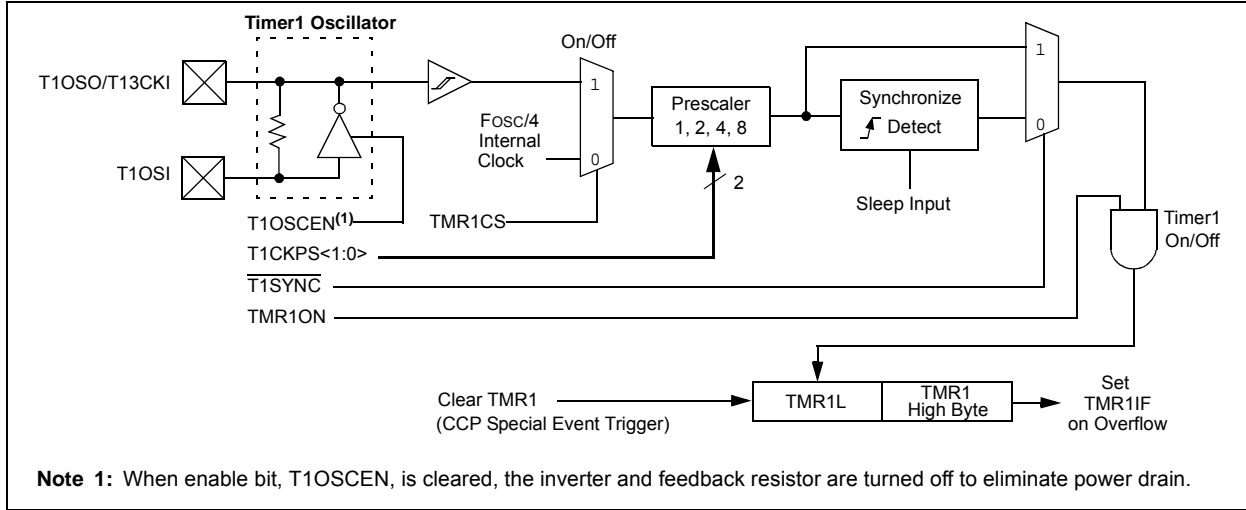 Timer1 Oscillator
On/Off
T1OSO/T13CKI
1
1
FOSC/4
Internal
Clock
0
Prescaler
1, 2, 4, 8
Synchronize
Detect
0
T1OSI
2
Sleep Input
T1OSCEN(1)
TMR1CS
Timer1
On/Off
T1CKPS<1:0>
T1SYNC
TMR1ON
Clear TMR1
(CCP Special Event Trigger)
TMR1L
TMR1
High Byte
Set
TMR1IF
on Overflow
Note 1: When enable bit, T1OSCEN, is cleared, the inverter and feedback resistor are turned off to eliminate power drain.